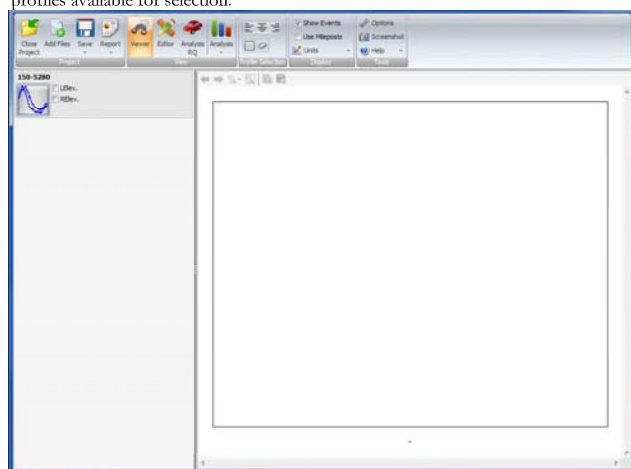 profiles available for selection.
Close Project
Add Files
Save
Report
Viewer
Editor
Analysis RQ
Analysis
Show Events
Use Mileposts
Units
Options
Screenshot
Help
Project
View
Profile Selection
Display
Tools
150-5280
LElev.
RElev.